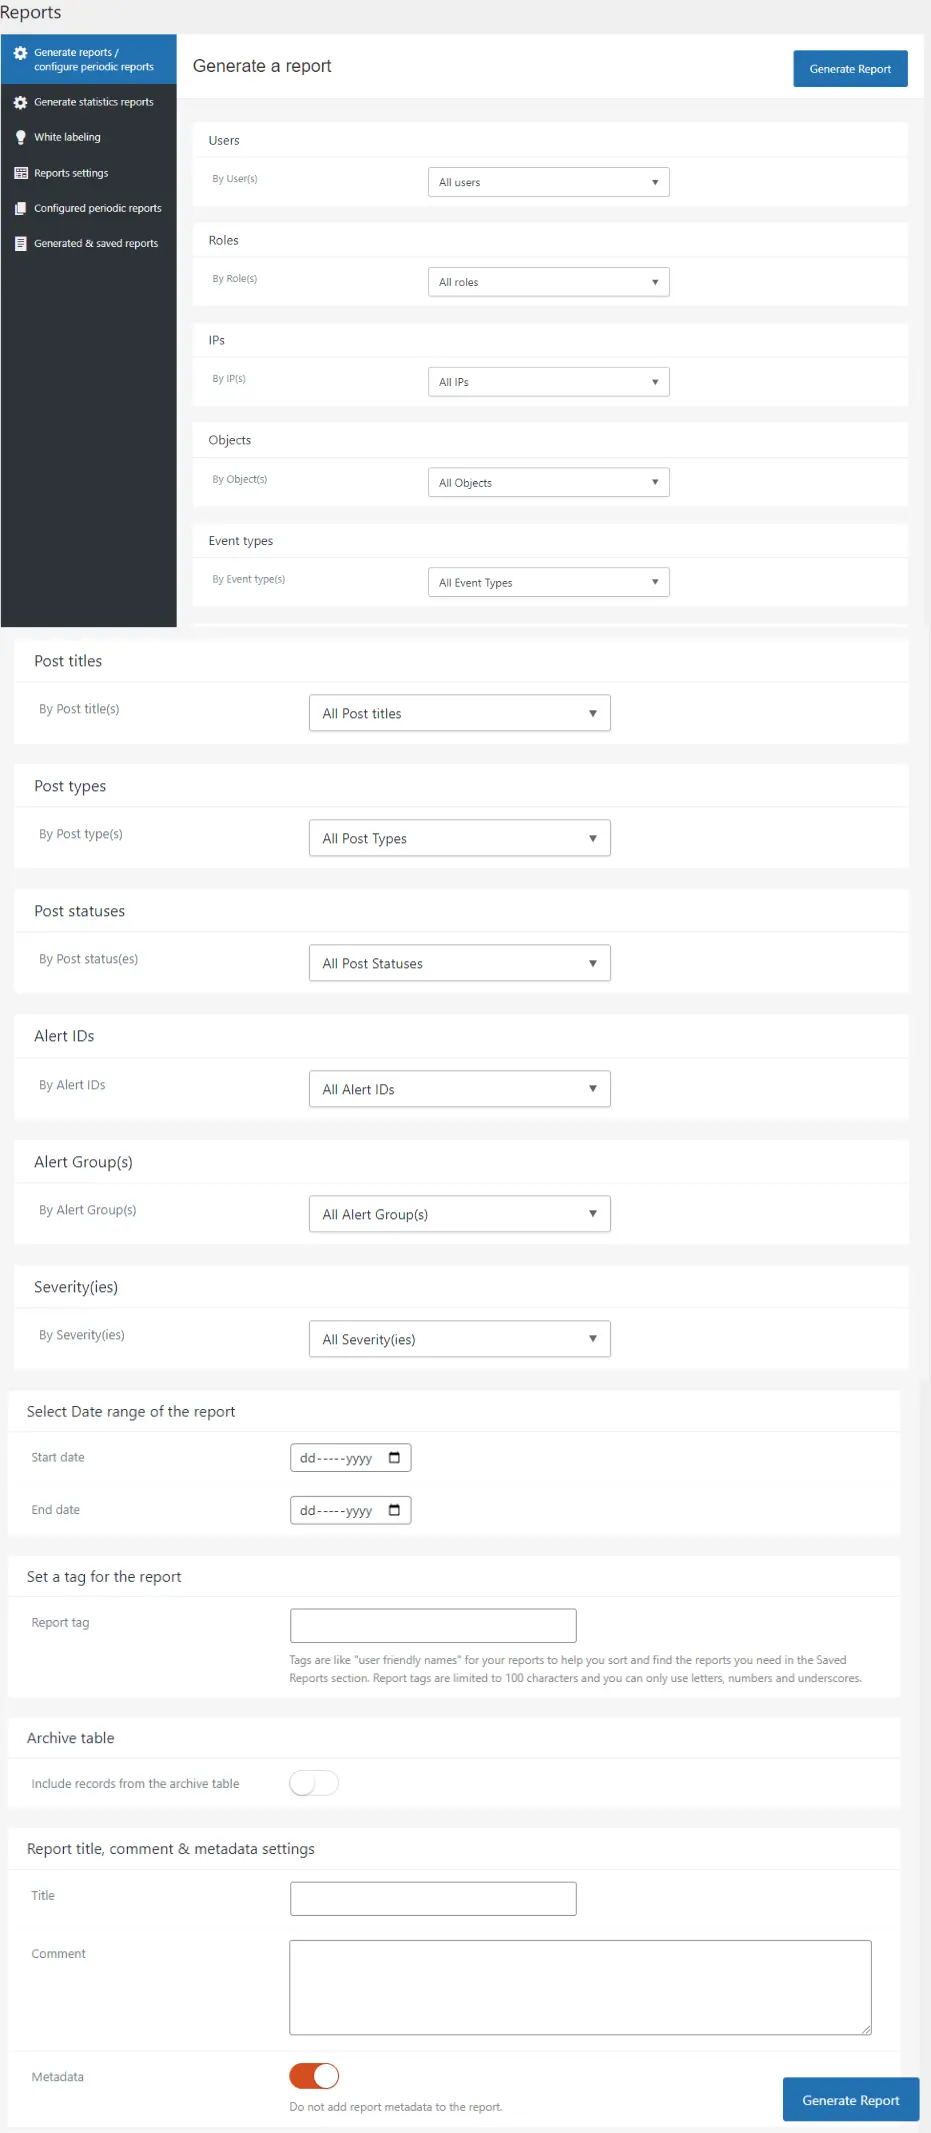 Reports
Generate reports /
configure periodic reports
Generate statistics reports
White labeling
Reports settings
Configured periodic reports
Generated & saved reports
Generate a report
Generate Report
Users
By User(s)
All users
Roles
By Role(s)
All roles
IPs
By IP(s)
All IPs
Objects
By Object(s)
All Objects
Event types
By Event type(s)
All Event Types
Post titles
By Post title(s)
All Post titles
Post types
By Post type(s)
All Post Types
Post statuses
By Post status(es)
All Post Statuses
Alert IDs
By Alert IDs
All Alert IDs
Alert Group(s)
By Alert Group(s)
All Alert Group(s)
Severity(ies)
By Severity(ies)
All Severity(ies)
Select Date range of the report
Start date
dd-----yyyy
End date
dd-----yyyy
Set a tag for the report
Report tag
Tags are like "user friendly names" for your reports to help you sort and find the reports you need in the Saved
Reports section. Report tags are limited to 100 characters and you can only use letters, numbers and underscores.
Archive table
Include records from the archive table
Report title, comment & metadata settings
Title
Comment
Metadata
Do not add report metadata to the report.
Generate Report